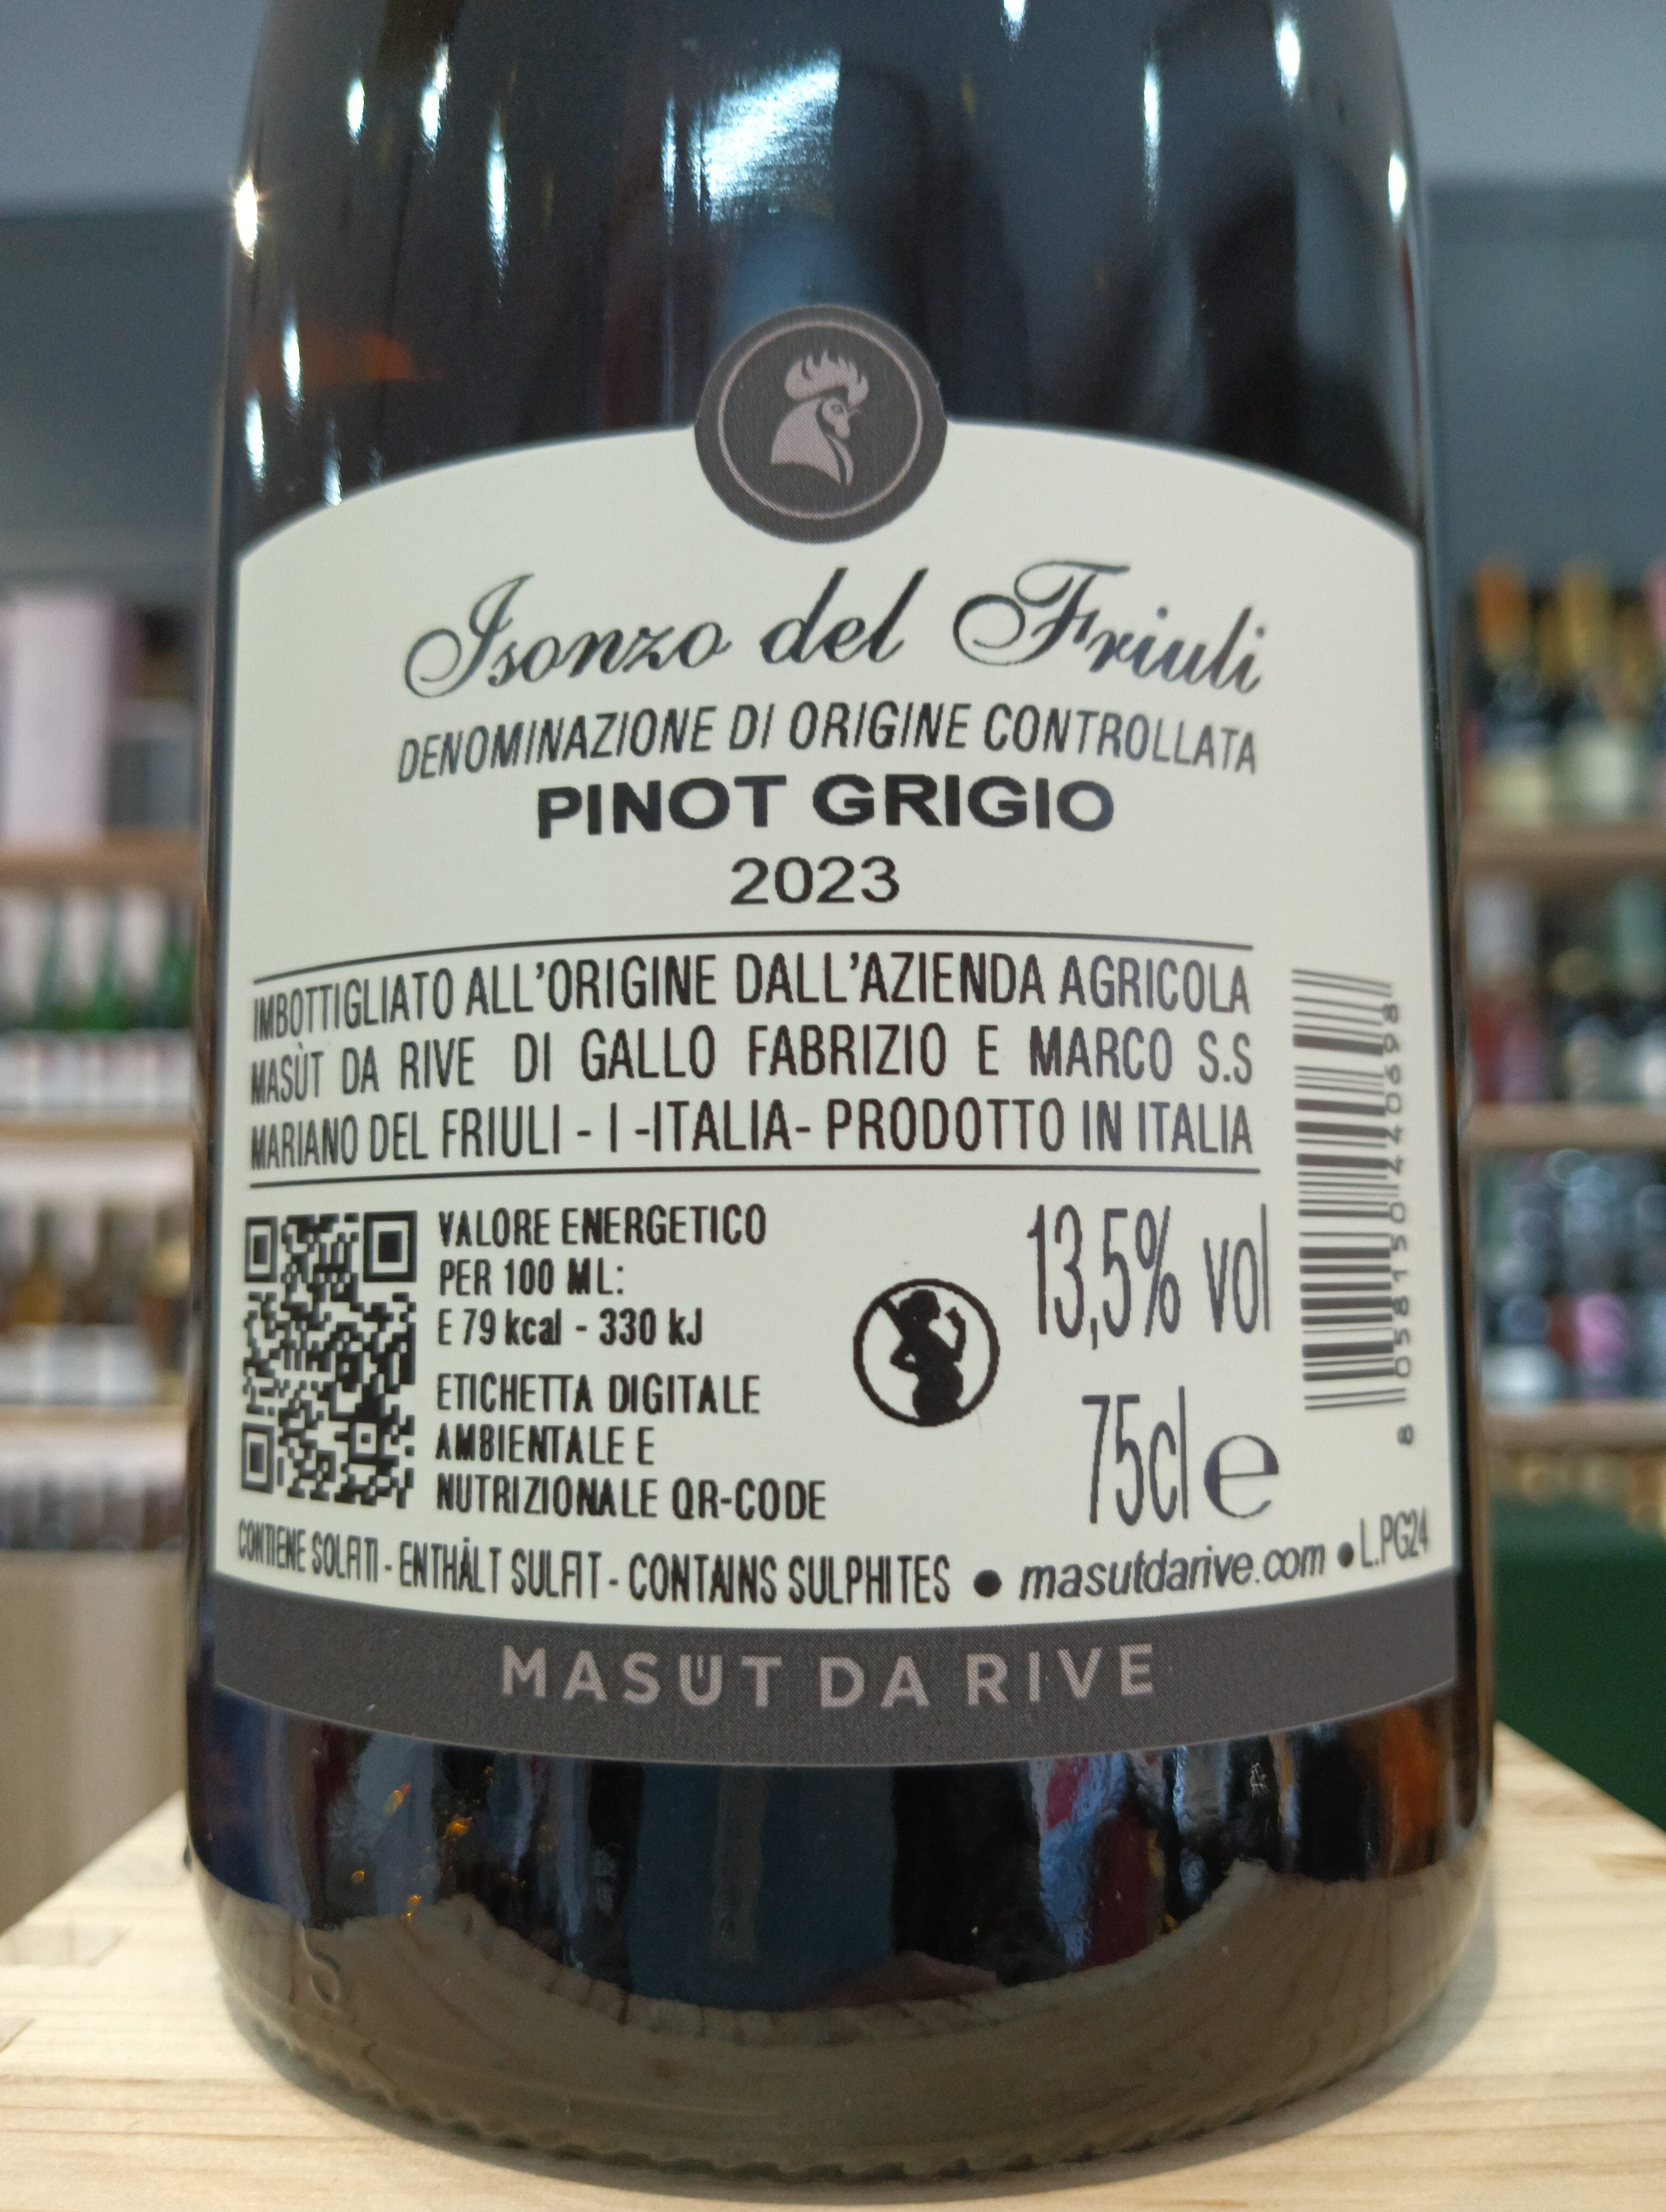 Isonzo del Friuli
DENOMINAZIONE DI ORIGINE CONTROLLATA
PINOT GRIGIO
2023
IMBOTTIGLIATO ALL'ORIGINE DALL'AZIENDA AGRICOLA
MASÙT DA RIVE DI GALLO FABRIZIO E MARCO S.S
MARIANO DEL FRIULI - I -ITALIA- PRODOTTO IN ITALIA
VALORE ENERGETICO
PER 100 ML:
E 79 kcal - 330 kJ
ETICHETTA DIGITALE
AMBIENTALE E
NUTRIZIONALE QR-CODE
13,5% vol
75cl e
8 058150 440698
CONTIENE SOLFITI - ENTHÄLT SULFIT - CONTAINS SULPHITES ● masutdarive.com ● L.PG24
MASÙT DA RIVE